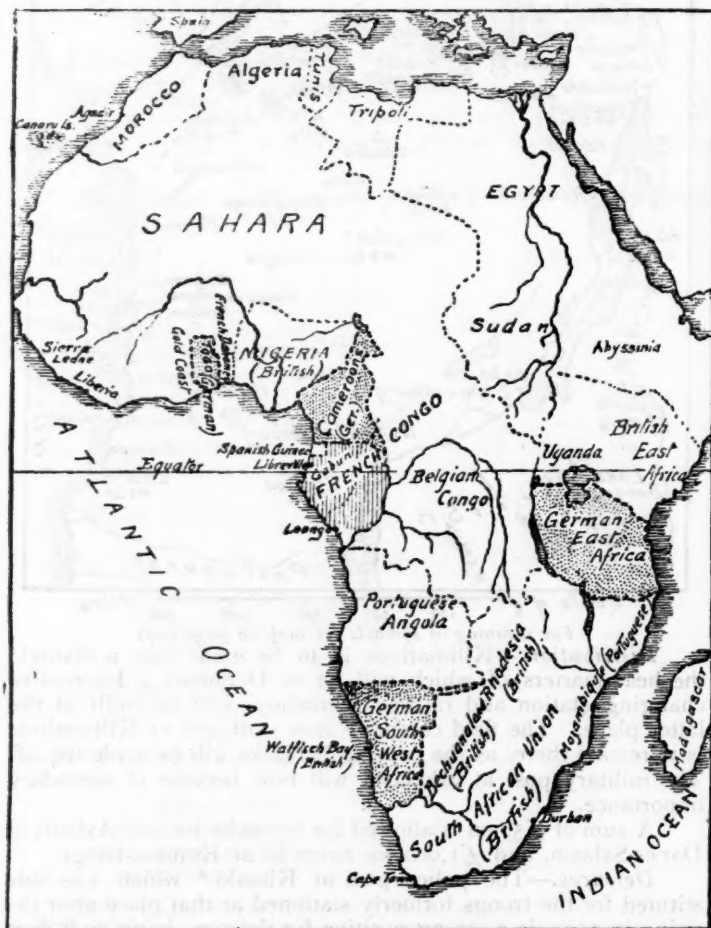 Spain
Algeria
Tunis
MOROCCO
Agadir
Canary Is.
Tripoli
EGYPT
SAHARA
Sudan
Abyssinia
Sierra
Leone
Liberia
Gold Coast
NIGERIA
(British)
Cameroons
(Ger.)
British
East
Africa
Uganda
Spanish Guinea
Libreville
Equator
FRENCH CONGO
Belgian
Congo
German
East
Africa
Loango
ATLANTIC
OCEAN
Portuguese
Angola
Rhodesia
(British)
Mozambique (Portuguese)
Madagascar
German
South
West
Africa
Walfisch Bay
(British)
Bechuanaland
(British)
South African Union
(British)
Durban
Cape Town
INDIAN OCEAN